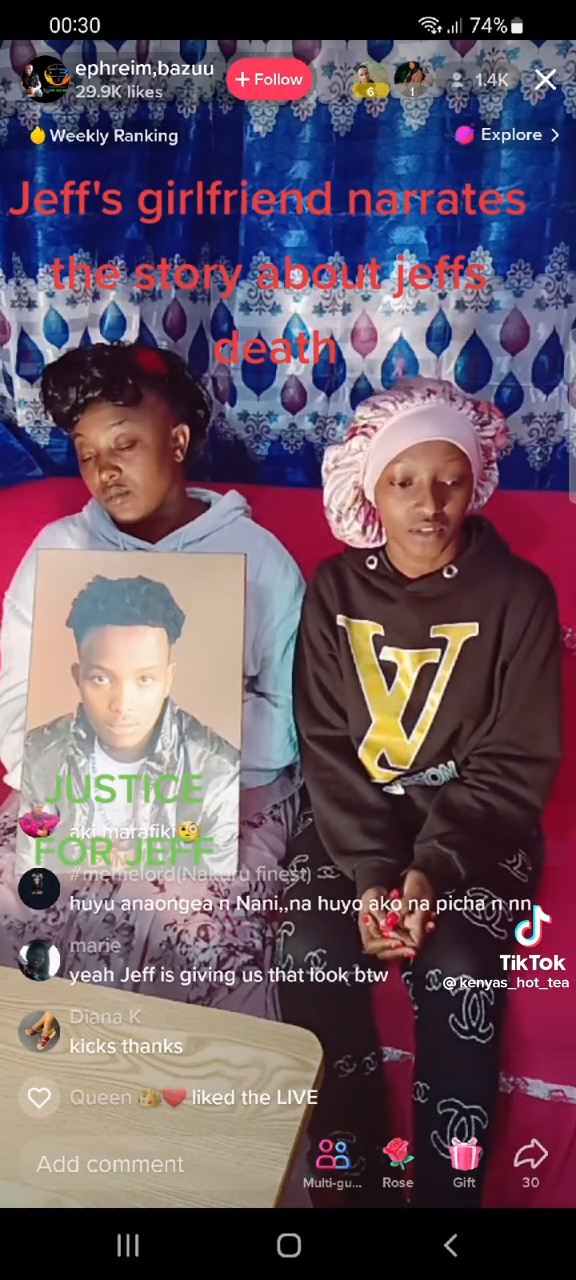 00:30
74%
ephreim,bazuu
29.9K likes
+ Follow
6
1
1.4K
Weekly Ranking
Explore >
Jeff's girlfriend narrates
the story about jeffs
death
JUSTICE
FOR JEFF
aki marafiki🧐
#memelord(Nakuru finest)
huyu anaongea n Nani,,na huyo ako na picha n nn
marie
yeah Jeff is giving us that look btw
Diana K
kicks thanks
Queen 👑❤️ liked the LIVE
TikTok
@kenyas_hot_tea
Add comment
Multi-gu...
Rose
Gift
30